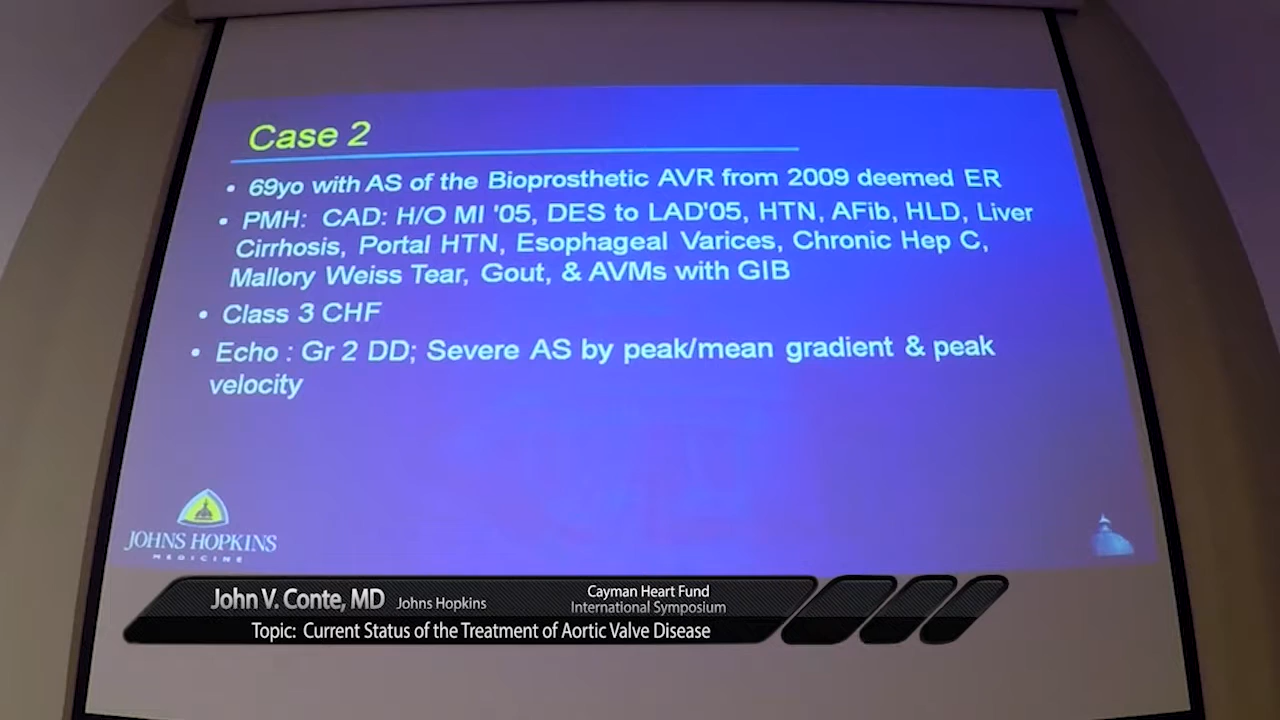 Case 2
• 69yo with AS of the Bioprosthetic AVR from 2009 deemed ER
• PMH: CAD: H/O MI '05, DES to LAD'05, HTN, AFib, HLD, Liver
Cirrhosis, Portal HTN, Esophageal Varices, Chronic Hep C,
Mallory Weiss Tear, Gout, & AVMs with GIB
• Class 3 CHF
• Echo : Gr 2 DD; Severe AS by peak/mean gradient & peak
velocity
JOHNS HOPKINS
MEDICINE
John V. Conte, MD Johns Hopkins
Cayman Heart Fund
International Symposium
Topic: Current Status of the Treatment of Aortic Valve Disease